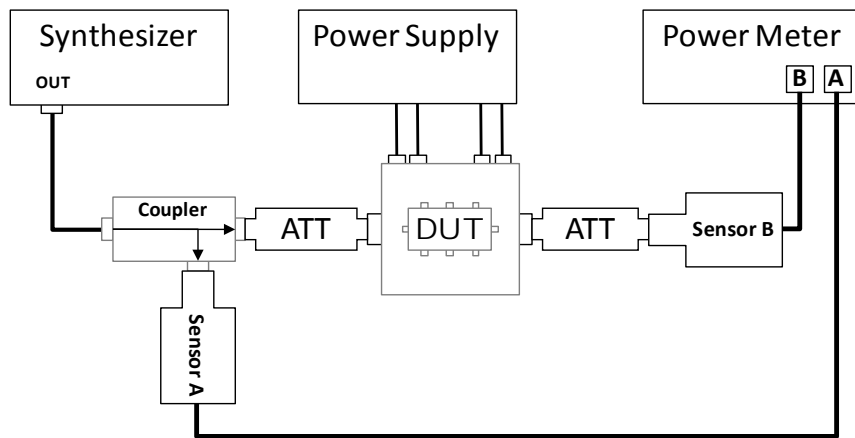 Synthesizer
OUT
Power Supply
Power Meter
B A
Coupler
ATT
DUT
ATT
Sensor B
Sensor A